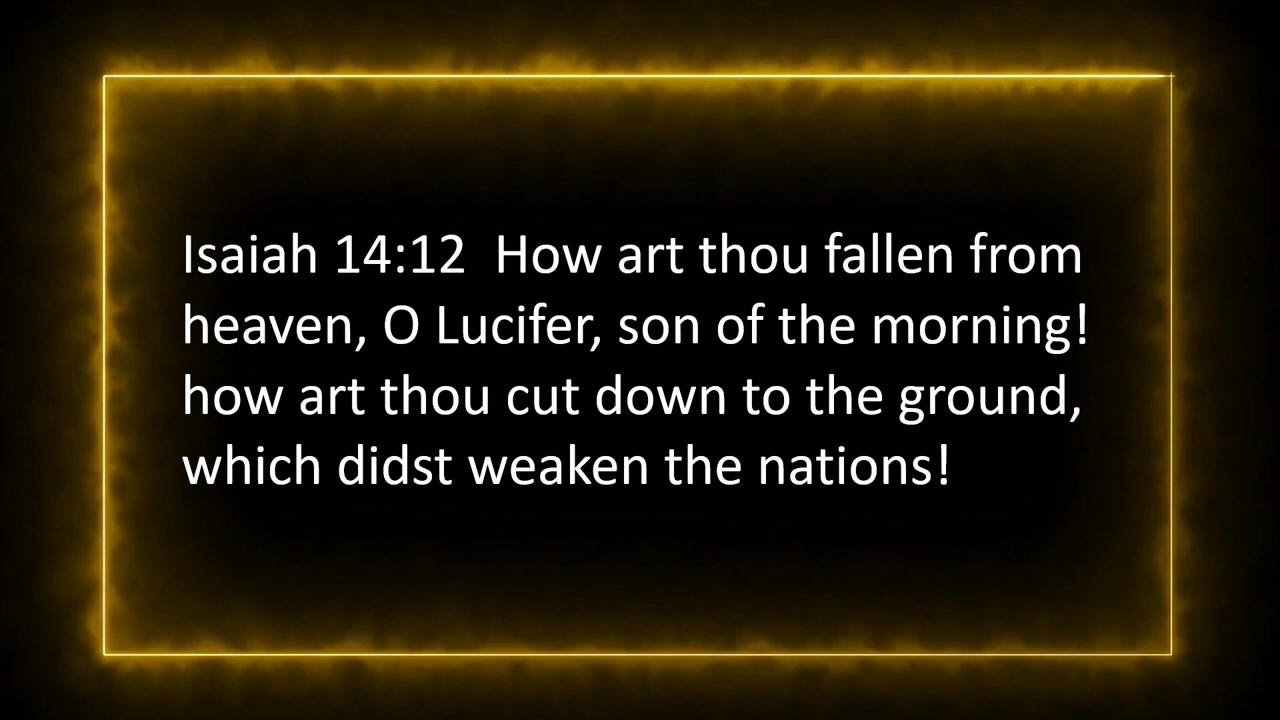 Isaiah 14:12  How art thou fallen from
heaven, O Lucifer, son of the morning!
how art thou cut down to the ground,
which didst weaken the nations!